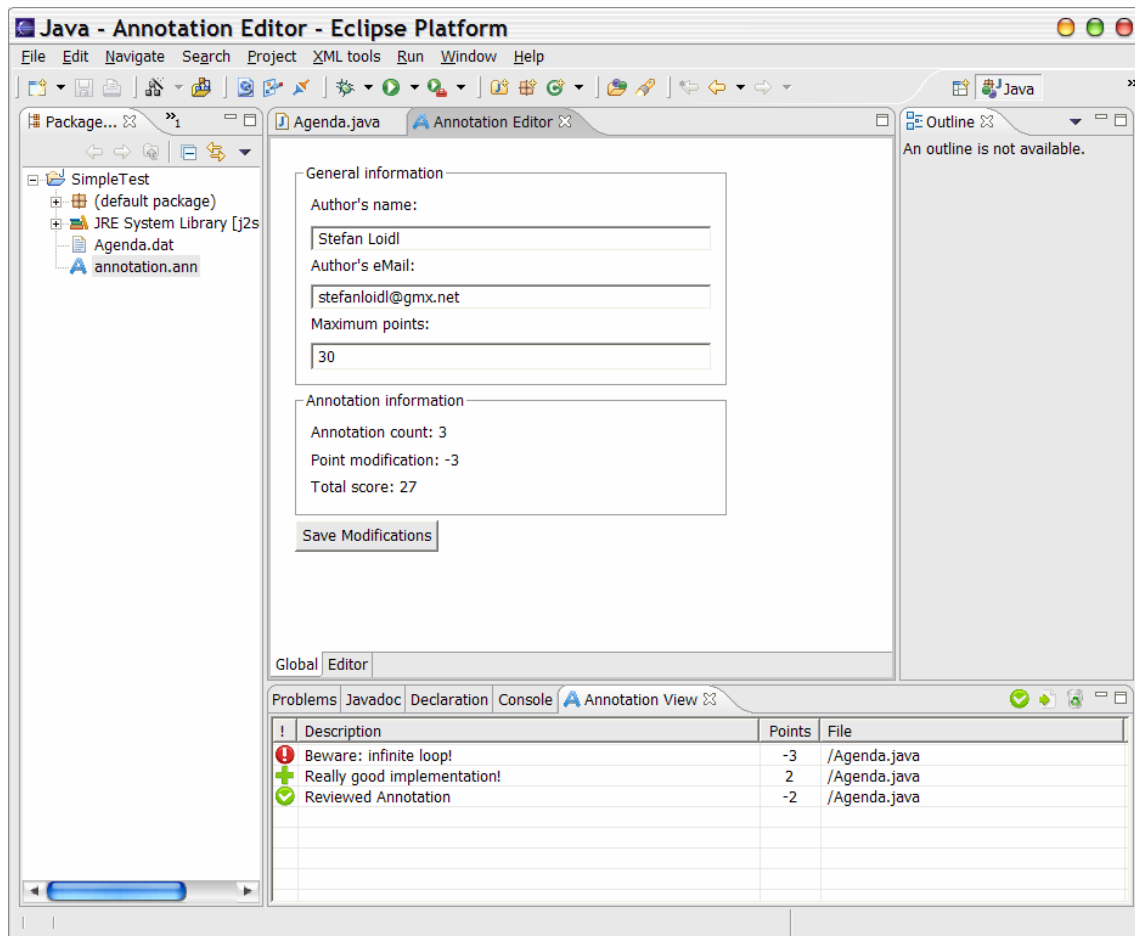 Java - Annotation Editor - Eclipse Platform
File Edit Navigate Search Project XML tools Run Window Help
Java
»
Package... »1
Agenda.java Annotation Editor
Outline
An outline is not available.
SimpleTest
(default package)
JRE System Library [j2s
Agenda.dat
annotation.ann
General information
Author's name:
Stefan Loidl
Author's eMail:
stefanloidl@gmx.net
Maximum points:
30
Annotation information
Annotation count: 3
Point modification: -3
Total score: 27
Save Modifications
Global Editor
Problems Javadoc Declaration Console Annotation View
! Description Points File
Beware: infinite loop! -3 /Agenda.java
Really good implementation! 2 /Agenda.java
Reviewed Annotation -2 /Agenda.java